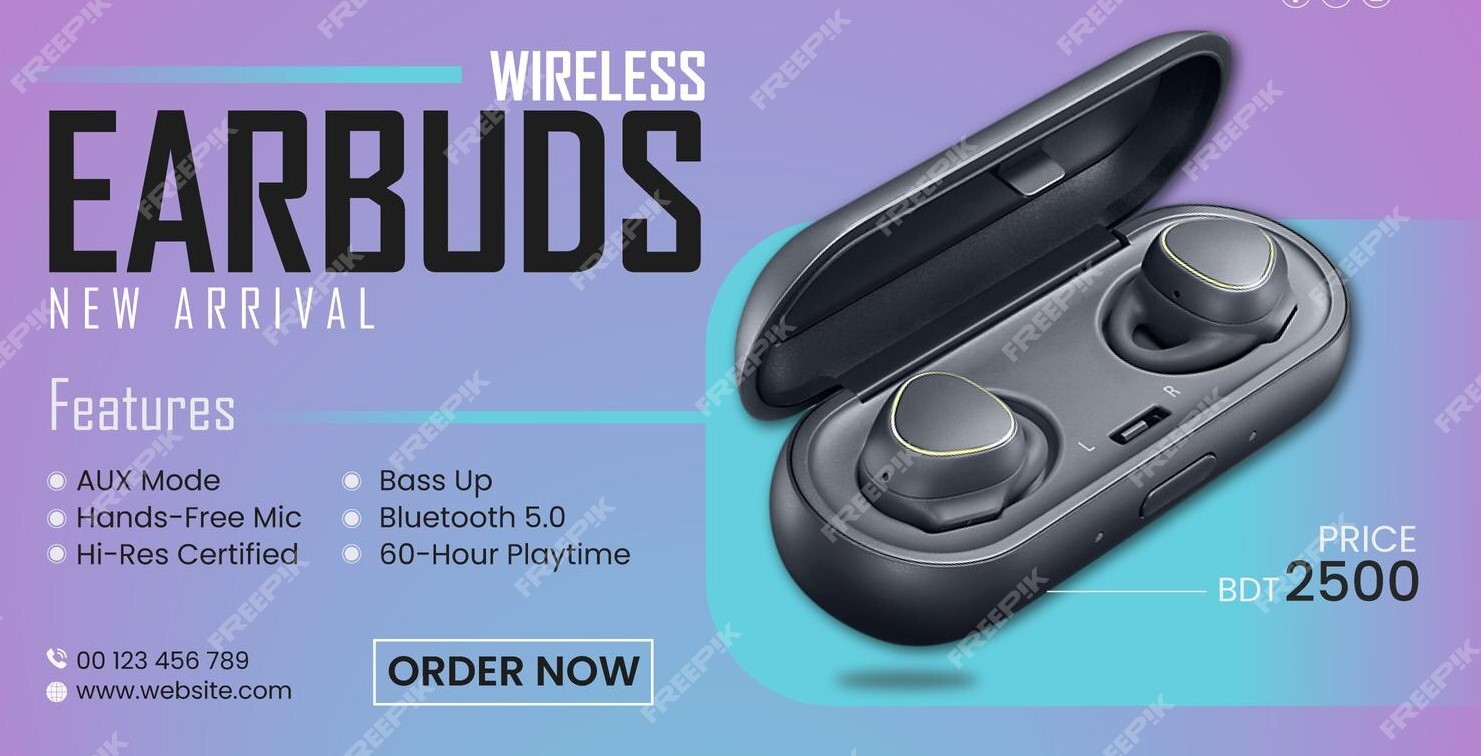 WIRELESS
EARBUDS
NEW ARRIVAL
Features
AUX Mode
Hands-Free Mic
Hi-Res Certified
Bass Up
Bluetooth 5.0
60-Hour Playtime
00 123 456 789
www.website.com
ORDER NOW
L
R
PRICE
BDT 2500
FREEPIK